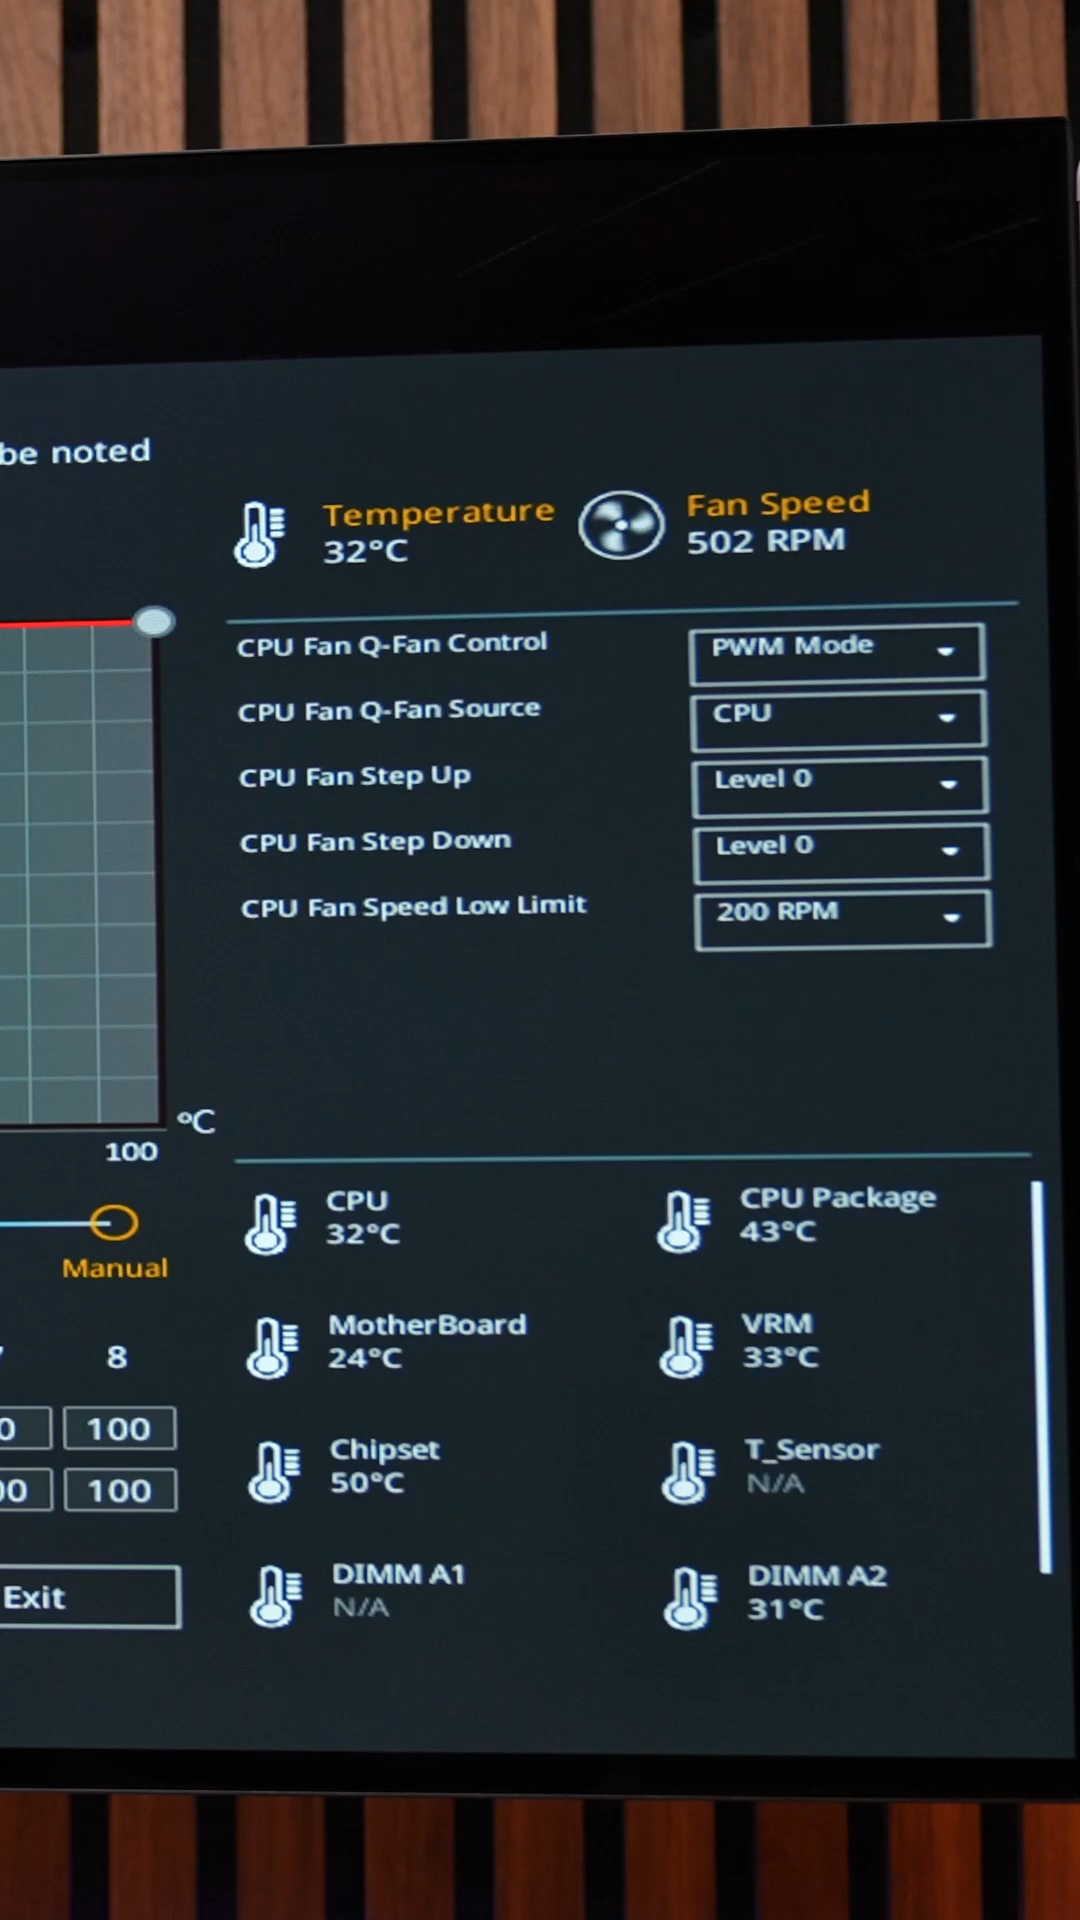 be noted
Temperature
32°C
Fan Speed
502 RPM
CPU Fan Q-Fan Control
PWM Mode
CPU Fan Q-Fan Source
CPU
CPU Fan Step Up
Level 0
CPU Fan Step Down
Level 0
CPU Fan Speed Low Limit
200 RPM
°C
100
Manual
8
0
100
00
100
Exit
CPU
32°C
CPU Package
43°C
MotherBoard
24°C
VRM
33°C
Chipset
50°C
T_Sensor
N/A
DIMM A1
N/A
DIMM A2
31°C